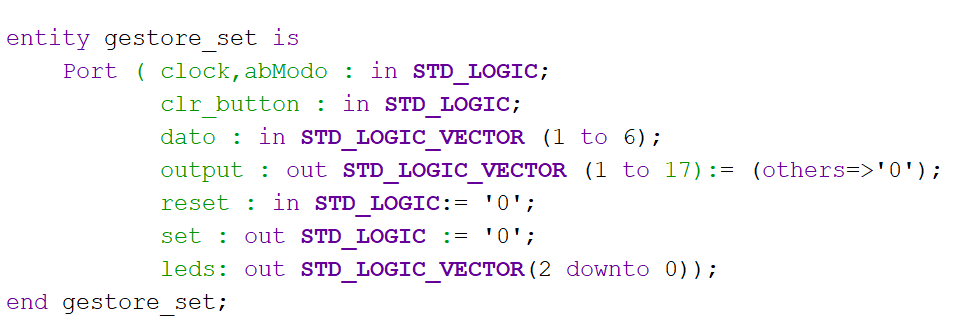 entity gestore_set is
Port ( clock,abModo : in STD_LOGIC;
clr_button : in STD_LOGIC;
dato : in STD_LOGIC_VECTOR (1 to 6);
output : out STD_LOGIC_VECTOR (1 to 17):= (others=>'0');
reset : in STD_LOGIC:= '0';
set : out STD_LOGIC := '0';
leds: out STD_LOGIC_VECTOR(2 downto 0));
end gestore_set;